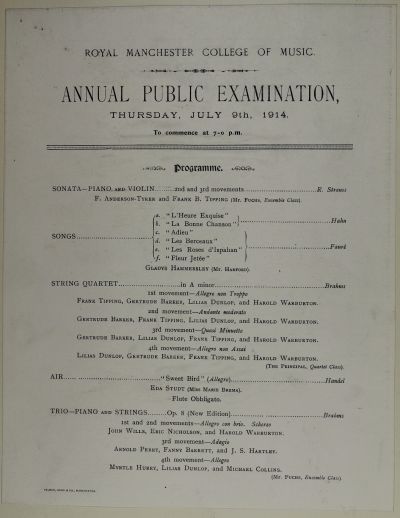 ROYAL MANCHESTER COLLEGE OF MUSIC.
ANNUAL PUBLIC EXAMINATION,
THURSDAY, JULY 9th, 1914.
To commence at 7-0 p.m.
Programme.
SONATA—PIANO AND VIOLIN..........2nd and 3rd movements..............................R. Strauss
F. ANDERSON-TYRER and FRANK B. TIPPING (Mr. FUCHS, Ensemble Class).
SONGS
a. "L'Heure Exquise"
b. "La Bonne Chanson"
Hahn
c. "Adieu"
d. "Les Berceaux"
e. "Les Roses d'Ispahan"
f. "Fleur Jetée"
Fauré
GLADYS HAMMERSLEY (Mr. HARFORD).
STRING QUARTET....................in A minor....................................Brahms
1st movement—Allegro non Troppo
FRANK TIPPING, GERTRUDE BARKER, LILIAS DUNLOP, and HAROLD WARBURTON.
2nd movement—Andante moderato
GERTRUDE BARKER, FRANK TIPPING, LILIAS DUNLOP, and HAROLD WARBURTON.
3rd movement—Quasi Minuetto
GERTRUDE BARKER, LILIAS DUNLOP, FRANK TIPPING, and HAROLD WARBURTON.
4th movement—Allegro non Assai
LILIAS DUNLOP, GERTRUDE BARKER, FRANK TIPPING, and HAROLD WARBURTON.
(THE PRINCIPAL, Quartet Class).
AIR..............................."Sweet Bird" (Allegro)..............................Handel
EDA STUDT (Miss MARIE BREMA).
Flute Obbligato.
TRIO—PIANO AND STRINGS........Op. 8 (New Edition)..............................Brahms
1st and 2nd movements—Allegro con brio. Scherzo
JOHN WILLS, ERIC NICHOLSON, and HAROLD WARBURTON.
3rd movement—Adagio
ARNOLD PERRY, FANNY BARRETT, and J. S. HARTLEY.
4th movement—Allegro
MYRTLE HUREY, LILIAS DUNLOP, and MICHAEL COLLINS.
(Mr. FUCHS, Ensemble Class).